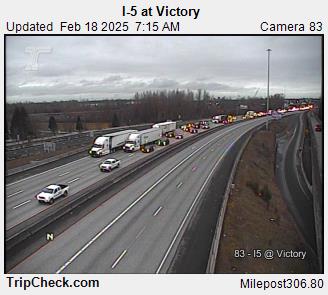 I-5 at Victory
Updated Feb 18 2025 7:15 AM Camera 83
T
N
83 - I5 @ Victory
TripCheck.com Milepost306.80